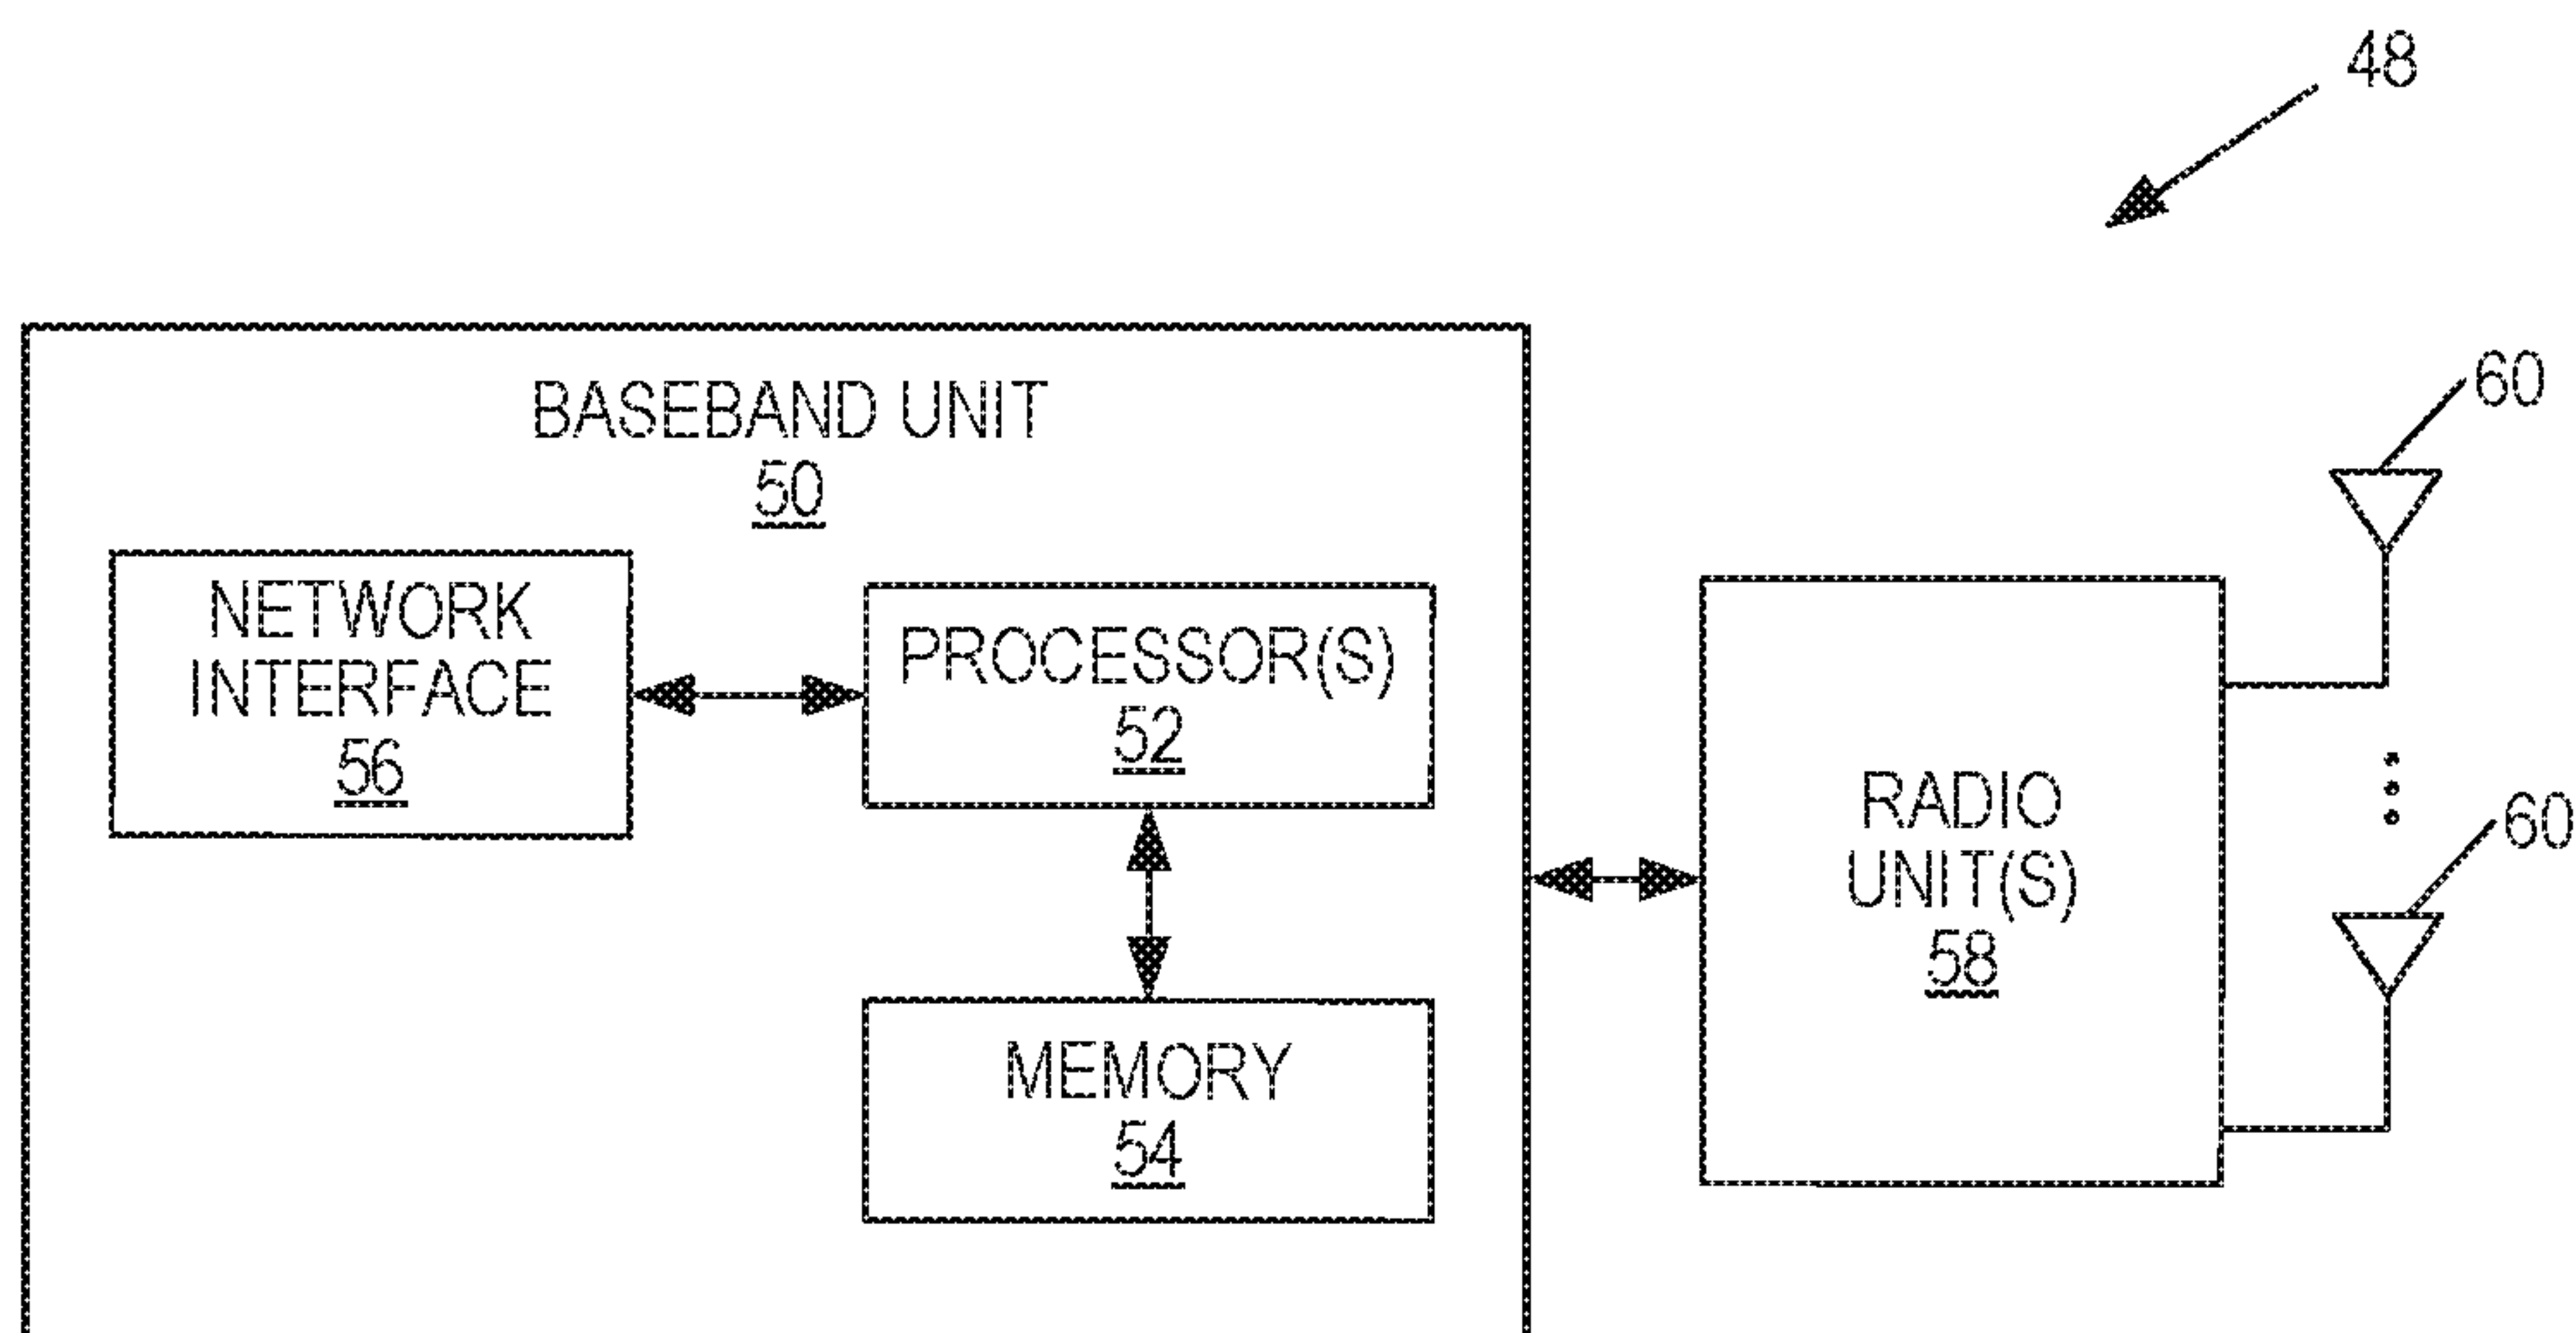 48
BASEBAND UNIT
50
60
NETWORK
INTERFACE
56
PROCESSOR(S)
52
RADIO
UNIT(S)
58
60
MEMORY
54